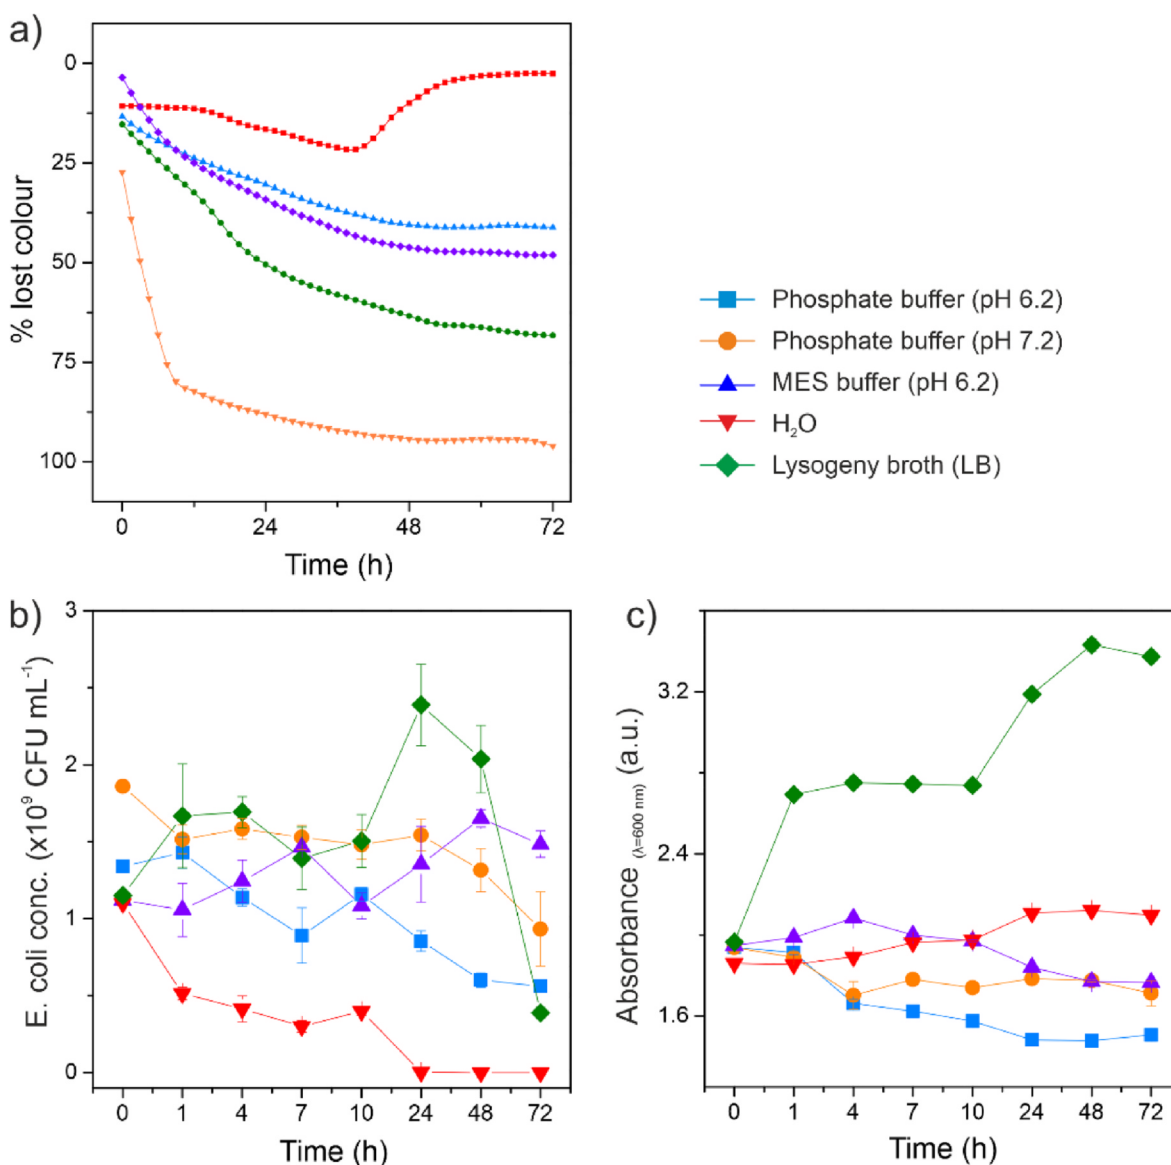 a)
0
25
50
75
100
% lost colour
0 24 48 72
Time (h)
Phosphate buffer (pH 6.2)
Phosphate buffer (pH 7.2)
MES buffer (pH 6.2)
H₂O
Lysogeny broth (LB)
b)
3
2
1
0
E. coli conc. (x10⁹ CFU mL⁻¹)
0 1 4 7 10 24 48 72
Time (h)
c)
3.2
2.4
1.6
Absorbance (λ=600 nm) (a.u.)
0 1 4 7 10 24 48 72
Time (h)